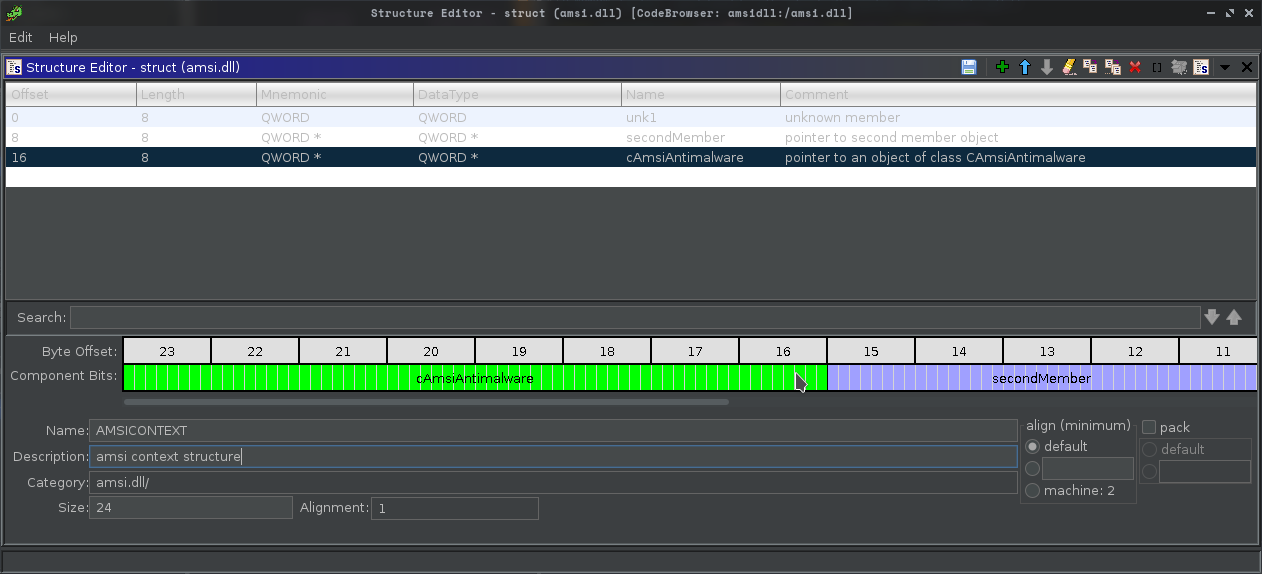 Structure Editor - struct (amsi.dll) [CodeBrowser: amsidll:/amsi.dll]
Edit Help
Structure Editor - struct (amsi.dll)
Offset Length Mnemonic DataType Name Comment
0 8 QWORD QWORD unk1 unknown member
8 8 QWORD * QWORD * secondMember pointer to second member object
16 8 QWORD * QWORD * cAmsiAntimalware pointer to an object of class CAmsiAntimalware
Search:
Byte Offset: 23 22 21 20 19 18 17 16 15 14 13 12 11
Component Bits: cAmsiAntimalware secondMember
Name: AMSICONTEXT
Description: amsi context structure
Category: amsi.dll/
Size: 24 Alignment: 1
align (minimum)
default
machine: 2
pack
default